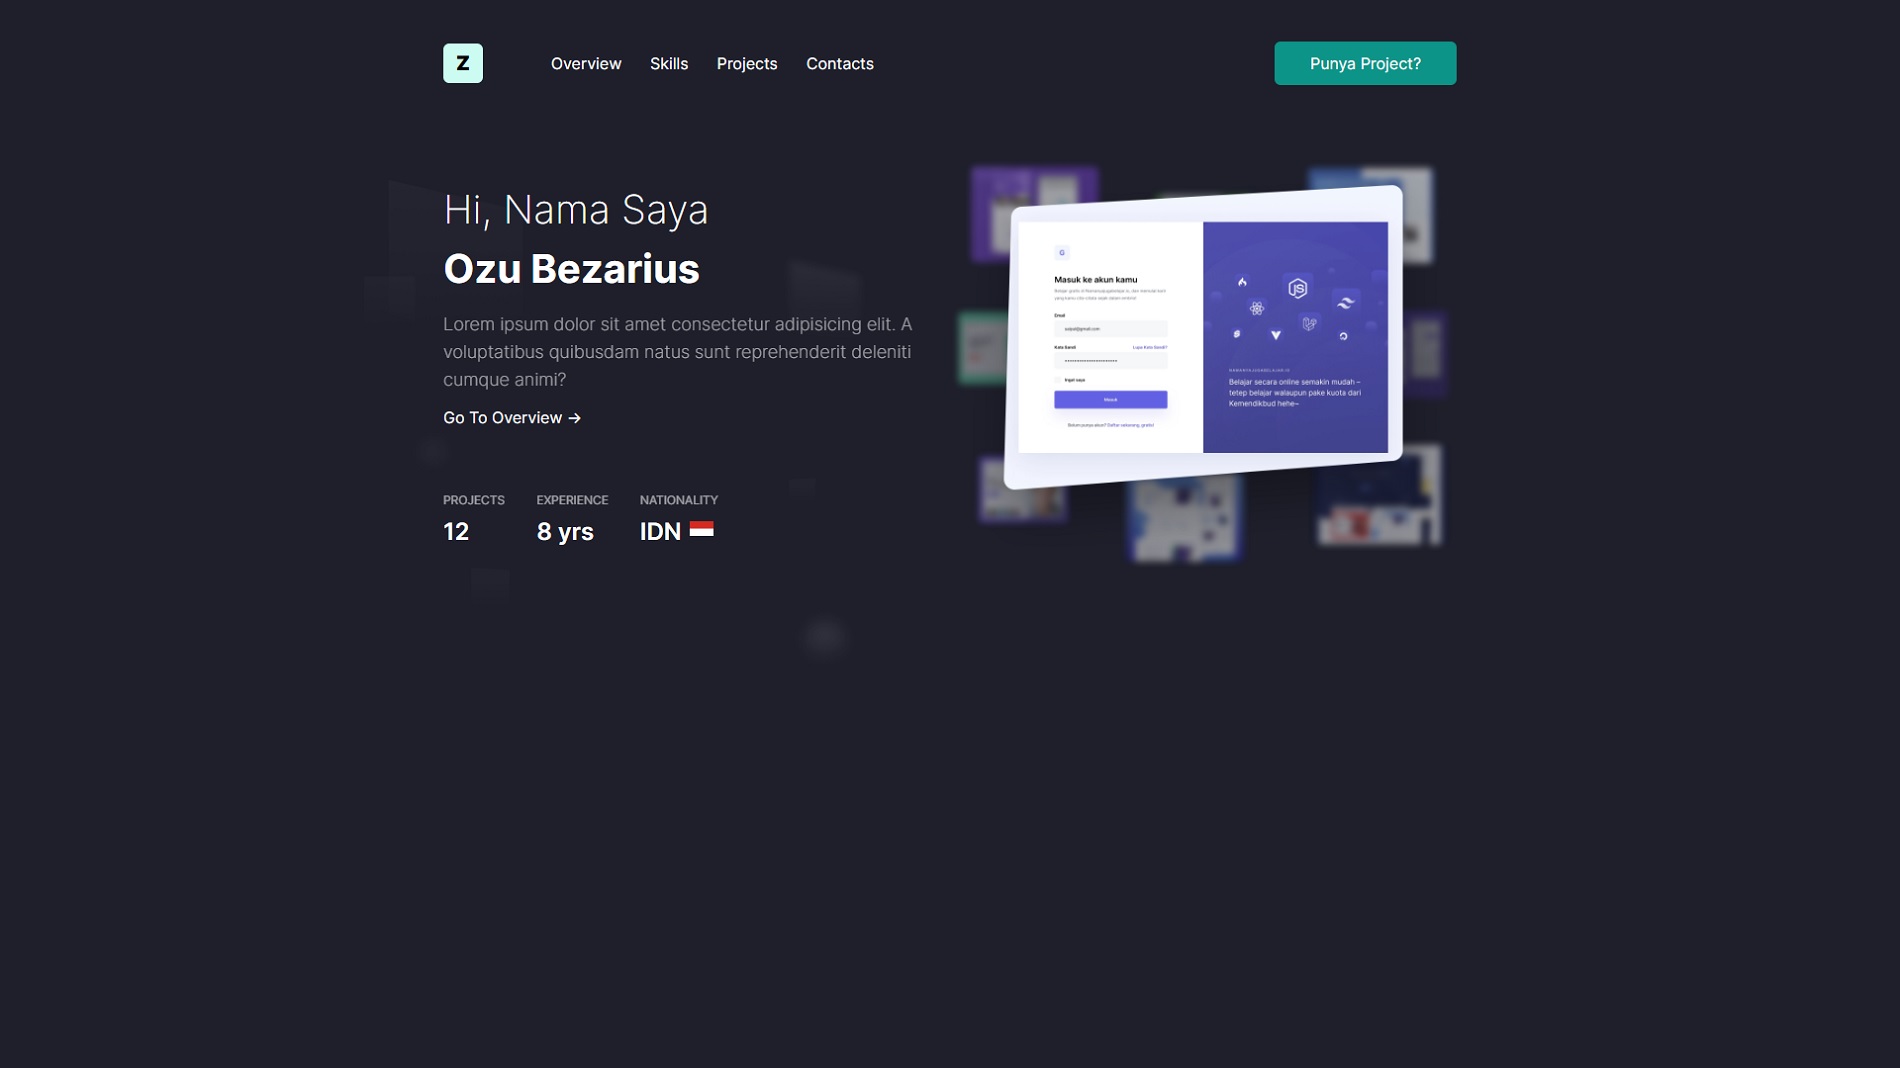 Z
Overview
Skills
Projects
Contacts
Punya Project?
Hi, Nama Saya
Ozu Bezarius
Lorem ipsum dolor sit amet consectetur adipisicing elit. A
voluptatibus quibusdam natus sunt reprehenderit deleniti
cumque animi?
Go To Overview →
PROJECTS
12
EXPERIENCE
8 yrs
NATIONALITY
IDN
G
Masuk ke akun kamu
Email
Kata Sandi
Lupa Kata Sandi?
Ingat saya
Masuk
Belum punya akun? Daftar sekarang, gratis!
JS
Belajar secara online semakin mudah –
tetep belajar walaupun pake kuota dari
Kemendikbud hehe~